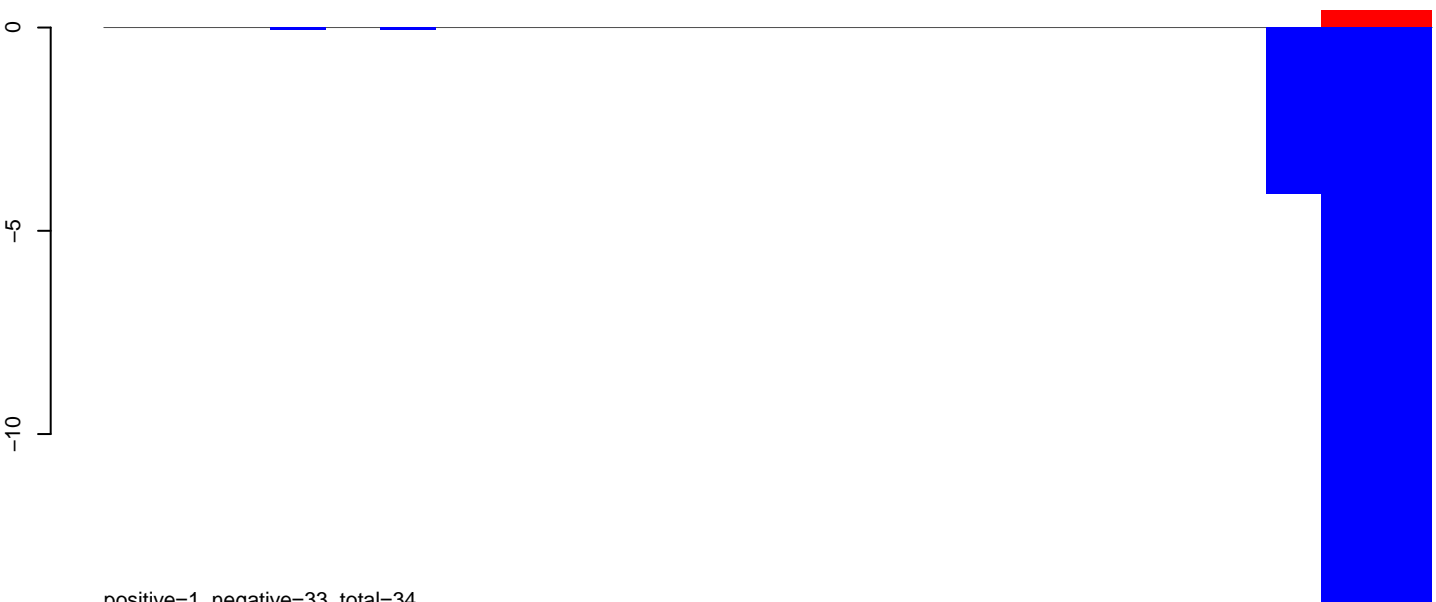 0
−5
−10
positive=1, negative=33, total=34